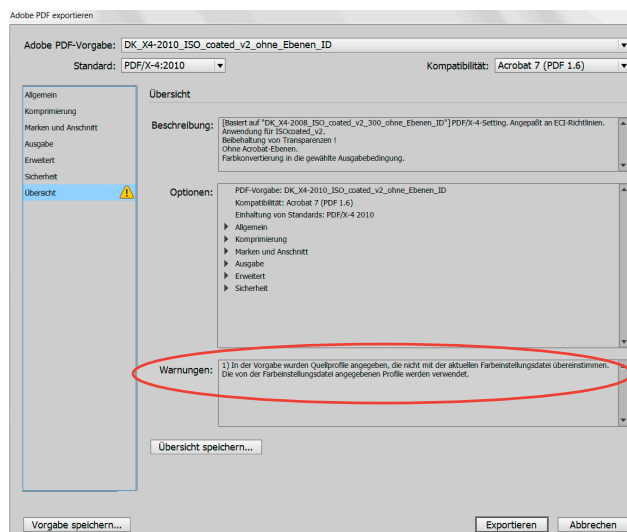 Adobe PDF exportieren
Adobe PDF-Vorgabe: DK_X4-2010_ISO_coated_v2_ohne_Ebenen_ID
Standard: PDF/X-4:2010 Kompatibilität: Acrobat 7 (PDF 1.6)
Allgemein
Komprimierung
Marken und Anschnitt
Ausgabe
Erweitert
Sicherheit
Übersicht
Übersicht
Beschreibung: [Basiert auf "DK_X4-2008_ISO_coated_v2_300_ohne_Ebenen_ID"] PDF/X-4-Setting. Angepaßt an ECI-Richtlinien.
Anwendung für ISOcoated_v2.
Beibehaltung von Transparenzen !
Ohne Acrobat-Ebenen.
Farbkonvertierung in die gewählte Ausgabebedingung.
Optionen: PDF-Vorgabe: DK_X4-2010_ISO_coated_v2_ohne_Ebenen_ID
Kompatibilität: Acrobat 7 (PDF 1.6)
Einhaltung von Standards: PDF/X-4 2010
Allgemein
Komprimierung
Marken und Anschnitt
Ausgabe
Erweitert
Sicherheit
Warnungen: 1) In der Vorgabe wurden Quellprofile angegeben, die nicht mit der aktuellen Farbeinstellungsdatei übereinstimmen.
Die von der Farbeinstellungsdatei angegebenen Profile werden verwendet.
Übersicht speichern...
Vorgabe speichern... Exportieren Abbrechen